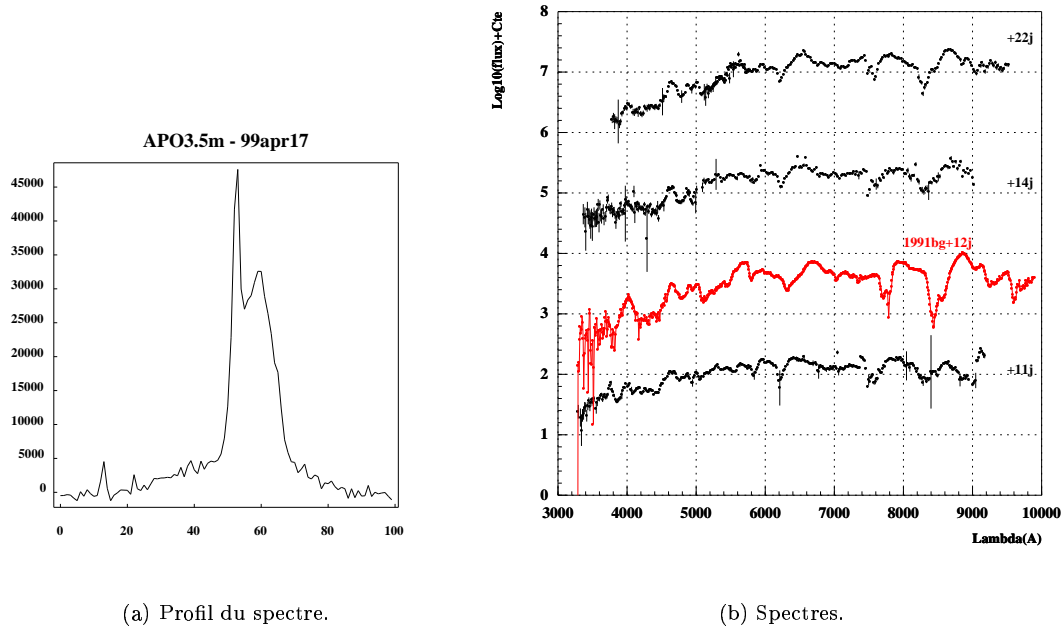 APO3.5m - 99apr17
45000
40000
35000
30000
25000
20000
15000
10000
5000
0
0 20 40 60 80 100
(a) Profil du spectre.
Log10(flux)+Cte
8
7
6
5
4
3
2
1
0
+22j
+14j
1991bg+12j
+11j
3000 4000 5000 6000 7000 8000 9000 10000
Lambda(A)
(b) Spectres.